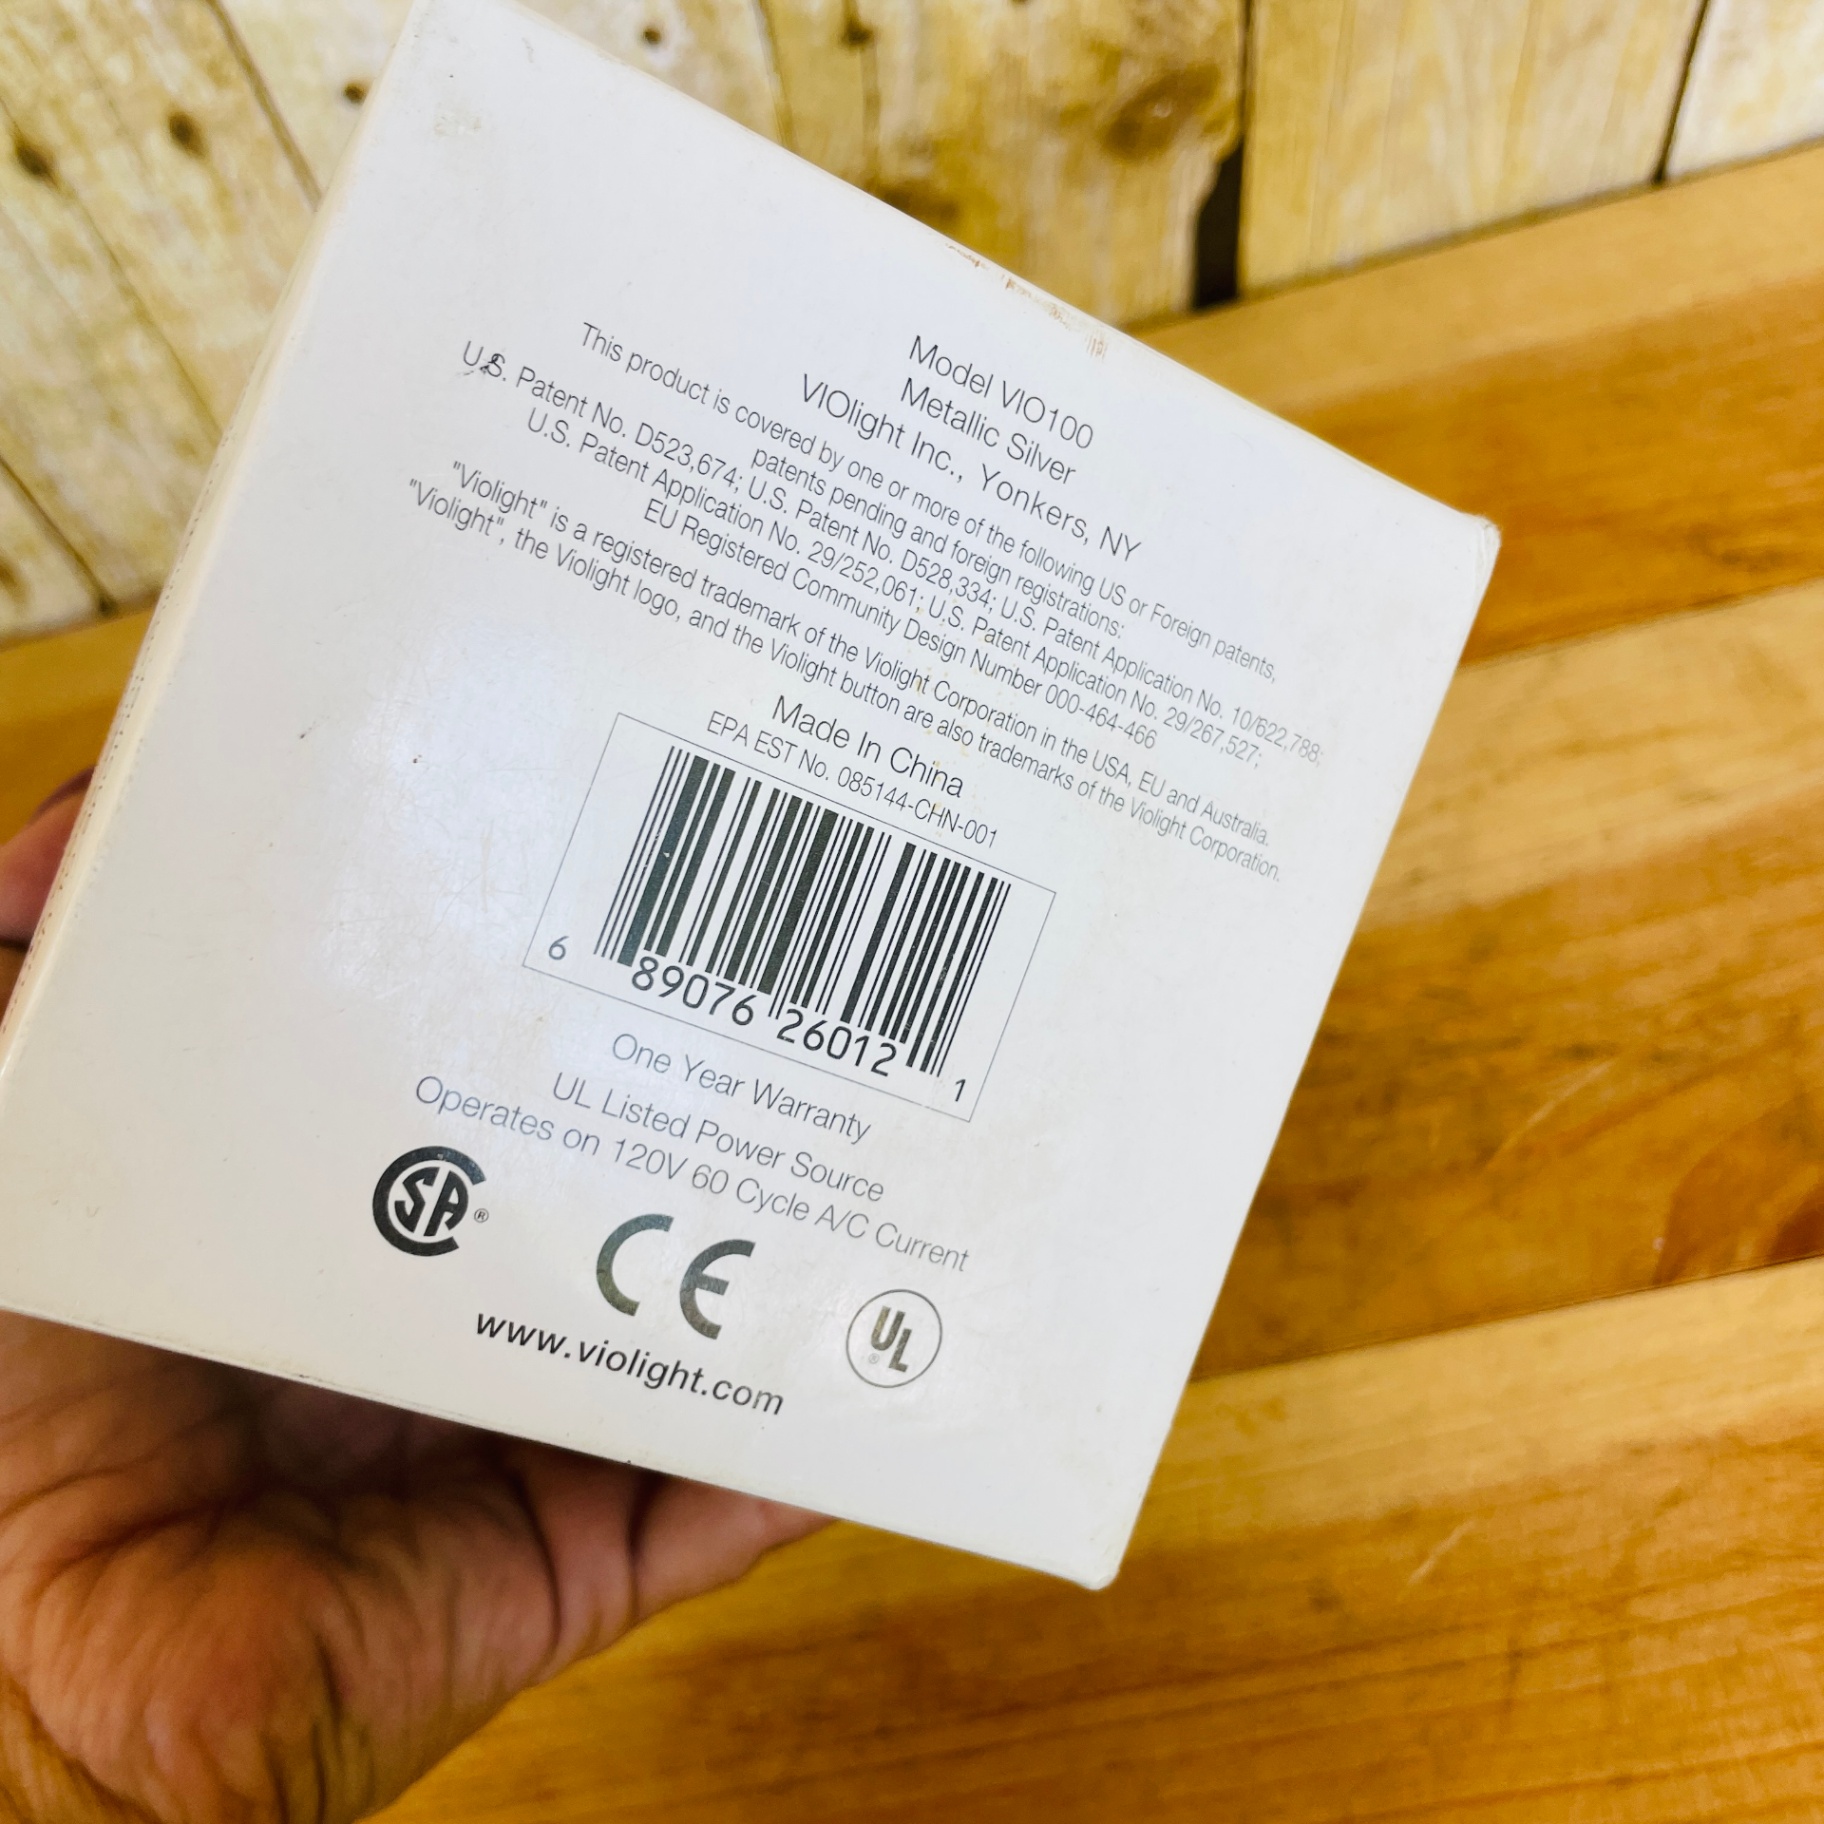 Model VIO100
Metallic Silver
VIOlight Inc., Yonkers, NY
This product is covered by one or more of the following US or Foreign patents,
patents pending and foreign registrations:
U.S. Patent No. D523,674; U.S. Patent No. D528,334; U.S. Patent Application No. 10/622,788;
U.S. Patent Application No. 29/252,061; U.S. Patent Application No. 29/267,527;
EU Registered Community Design Number 000-464-466
"Violight" is a registered trademark of the Violight Corporation in the USA, EU and Australia.
"Violight", the Violight logo, and the Violight button are also trademarks of the Violight Corporation.
Made In China
EPA EST No. 085144-CHN-001
6 89076 26012 1
One Year Warranty
UL Listed Power Source
Operates on 120V 60 Cycle A/C Current
CSA ®
CE
UL ®
www.violight.com